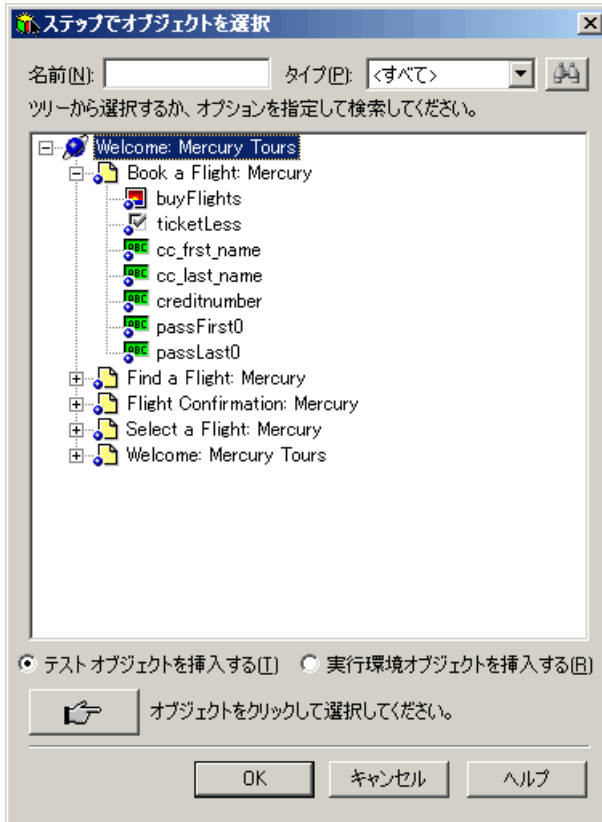 ステップでオブジェクトを選択
名前(N): タイプ(P): <すべて>
ツリーから選択するか、オプションを指定して検索してください。
Welcome: Mercury Tours
Book a Flight: Mercury
buyFlights
ticketLess
ABC cc_frst_name
ABC cc_last_name
ABC creditnumber
ABC passFirst0
ABC passLast0
Find a Flight: Mercury
Flight Confirmation: Mercury
Select a Flight: Mercury
Welcome: Mercury Tours
テスト オブジェクトを挿入する(T) 実行環境オブジェクトを挿入する(R)
オブジェクトをクリックして選択してください。
OK キャンセル ヘルプ